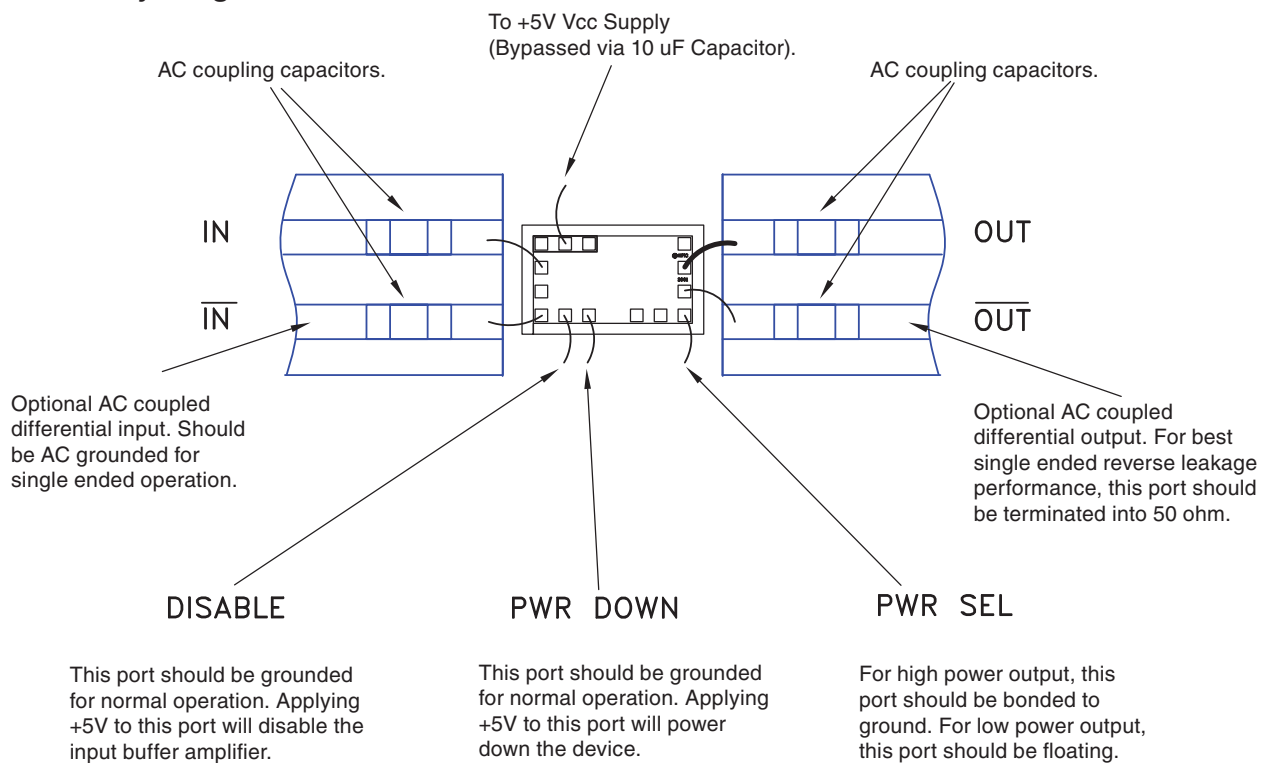 To +5V Vcc Supply
(Bypassed via 10 uF Capacitor).
AC coupling capacitors.
AC coupling capacitors.
IN
OUT
IN
OUT
Optional AC coupled
differential input. Should
be AC grounded for
single ended operation.
Optional AC coupled
differential output. For best
single ended reverse leakage
performance, this port should
be terminated into 50 ohm.
DISABLE
PWR DOWN
PWR SEL
This port should be grounded
for normal operation. Applying
+5V to this port will disable the
input buffer amplifier.
This port should be grounded
for normal operation. Applying
+5V to this port will power
down the device.
For high power output, this
port should be bonded to
ground. For low power output,
this port should be floating.